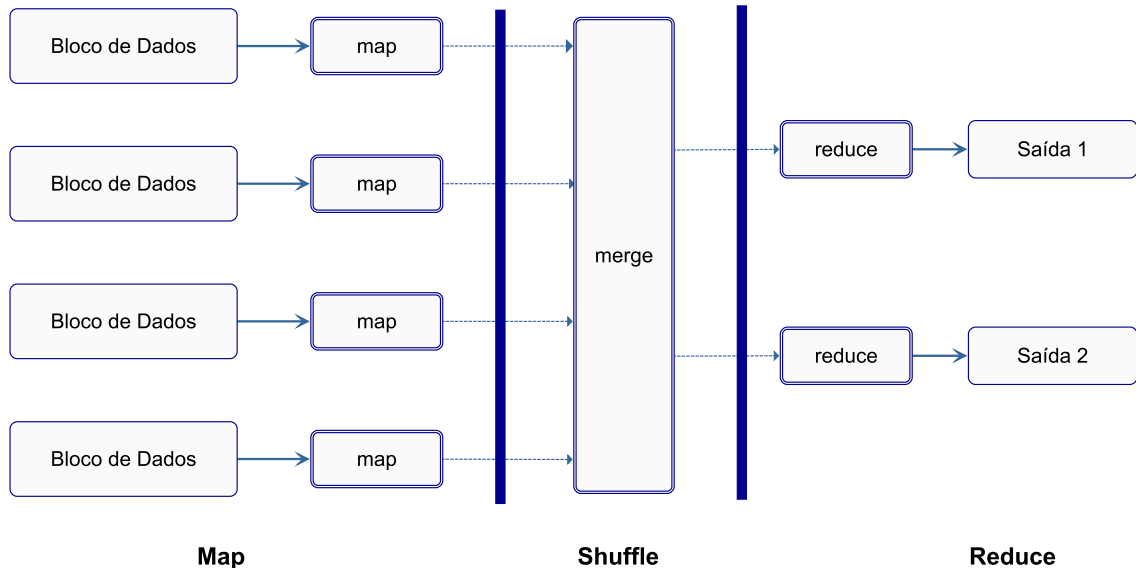 Bloco de Dados
map
Bloco de Dados
map
Bloco de Dados
map
Bloco de Dados
map
merge
reduce
Saída 1
reduce
Saída 2
Map
Shuffle
Reduce